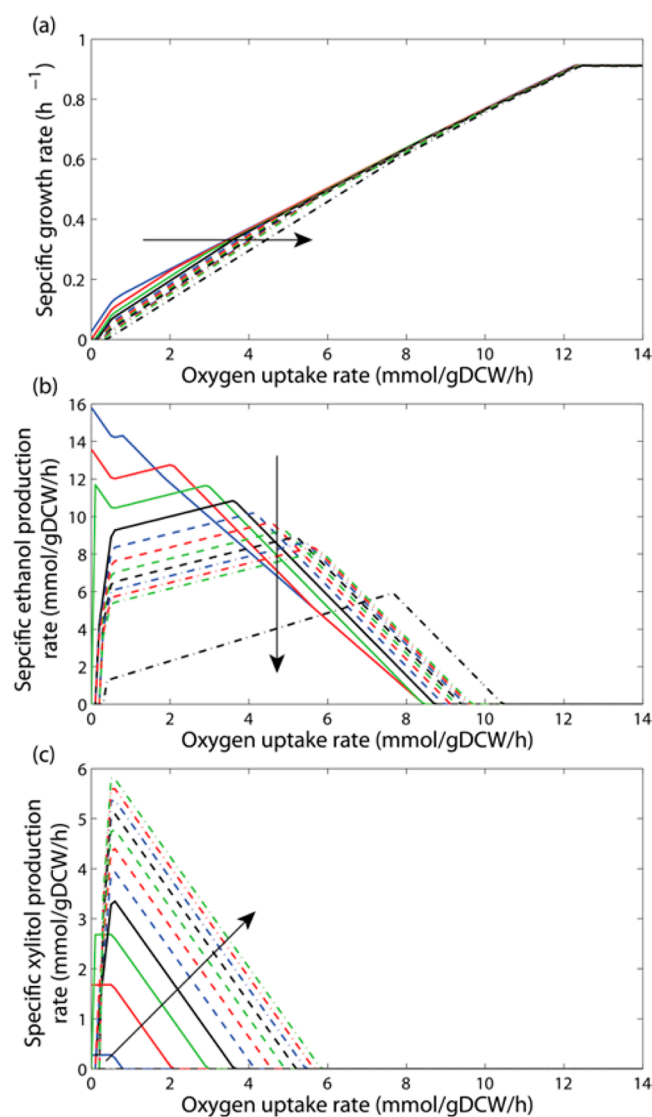 (a)
1
0.8
0.6
0.4
0.2
0
Sepcific growth rate (h ⁻¹)
0 2 4 6 8 10 12 14
Oxygen uptake rate (mmol/gDCW/h)
(b)
16
14
12
10
8
6
4
2
0
Sepcific ethanol production
rate (mmol/gDCW/h)
0 2 4 6 8 10 12 14
Oxygen uptake rate (mmol/gDCW/h)
(c)
6
5
4
3
2
1
0
Specific xylitol production
rate (mmol/gDCW/h)
0 2 4 6 8 10 12 14
Oxygen uptake rate (mmol/gDCW/h)